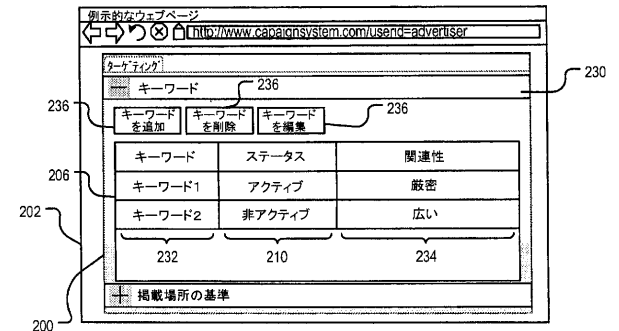 例示的なウェブページ
http://www.capaignsystem.com/userid=advertiser
ターゲティング
230
キーワード
236
236
キーワードを追加
キーワードを削除
キーワードを編集
236
キーワード ステータス 関連性
206
キーワード1 アクティブ 厳密
キーワード2 非アクティブ 広い
202
232 210 234
掲載場所の基準
200